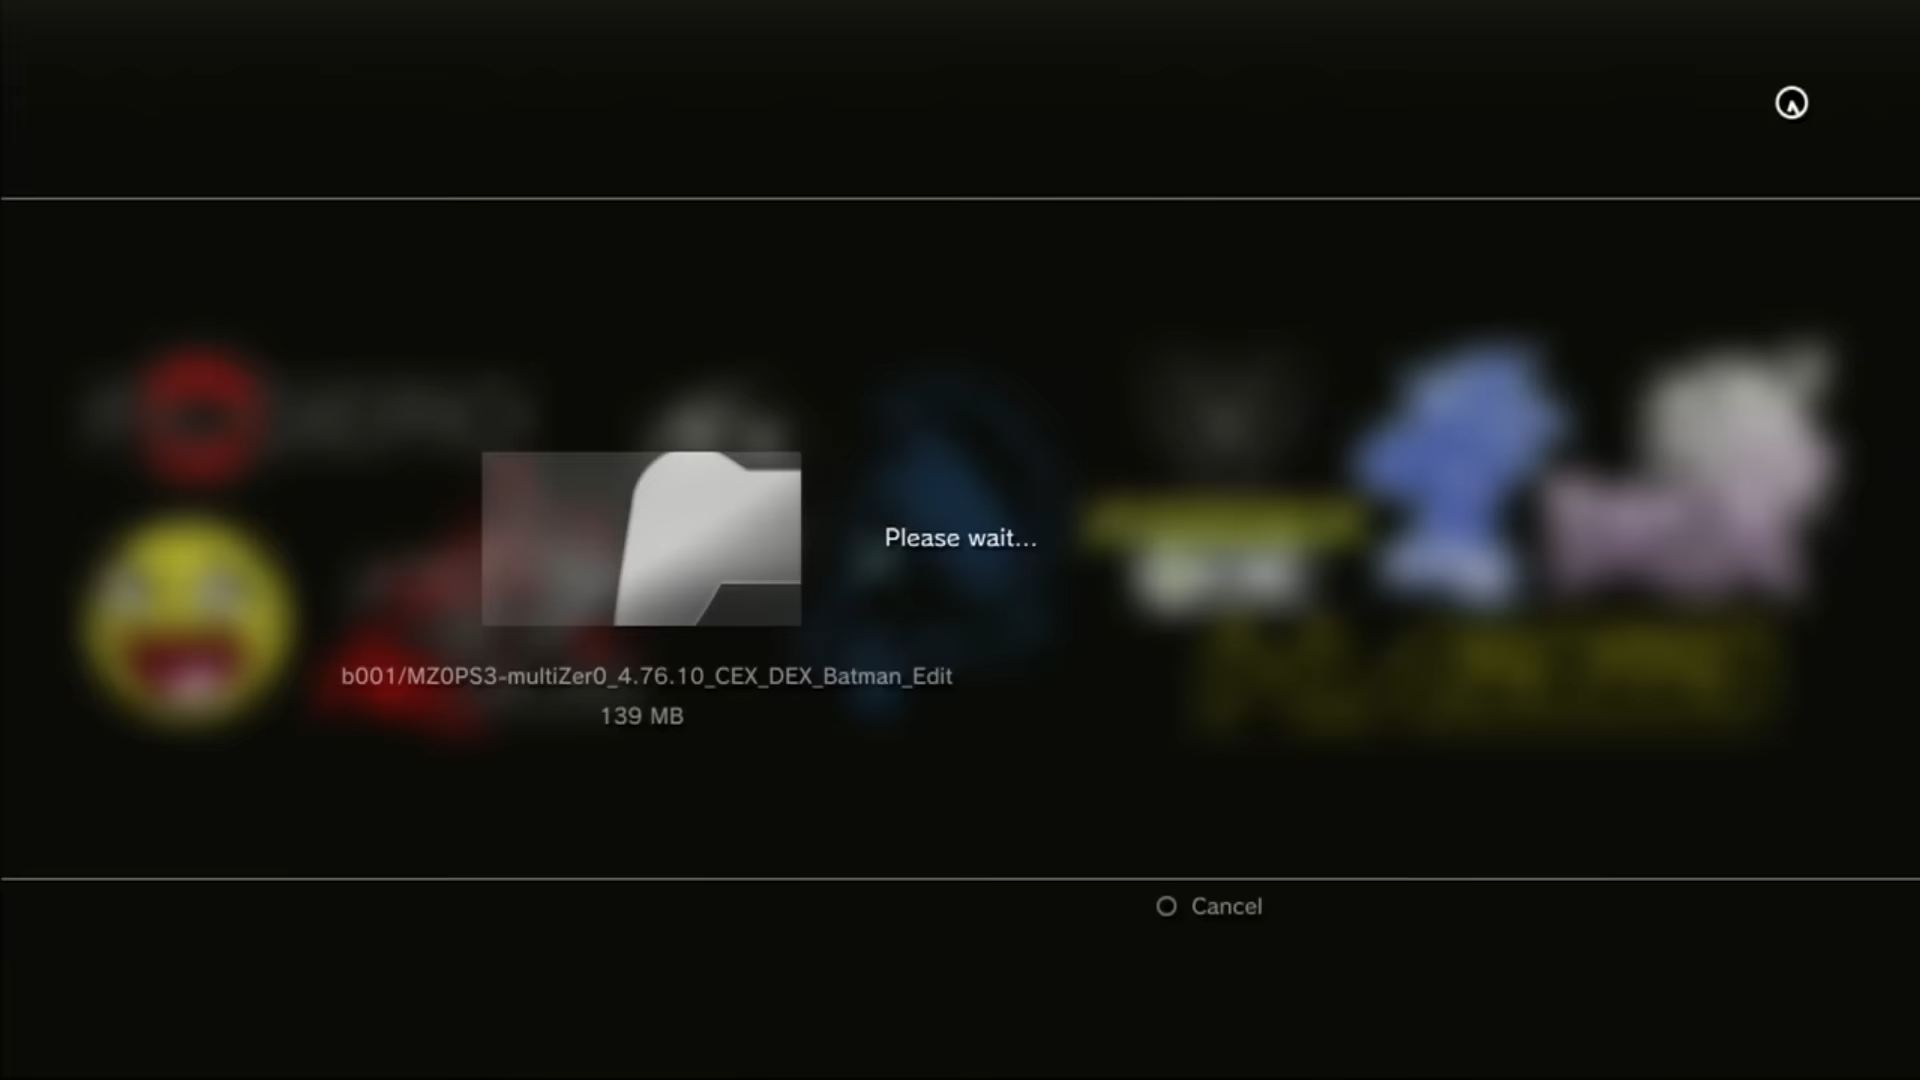 Please wait...
b001/MZ0PS3-multiZer0_4.76.10_CEX_DEX_Batman_Edit
139 MB
Cancel